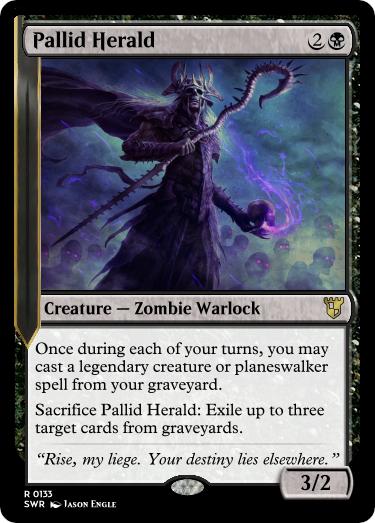 Pallid Herald 2
Creature — Zombie Warlock
Once during each of your turns, you may
cast a legendary creature or planeswalker
spell from your graveyard.
Sacrifice Pallid Herald: Exile up to three
target cards from graveyards.
“Rise, my liege. Your destiny lies elsewhere.”
3/2
R 0133
SWR Jason Engle